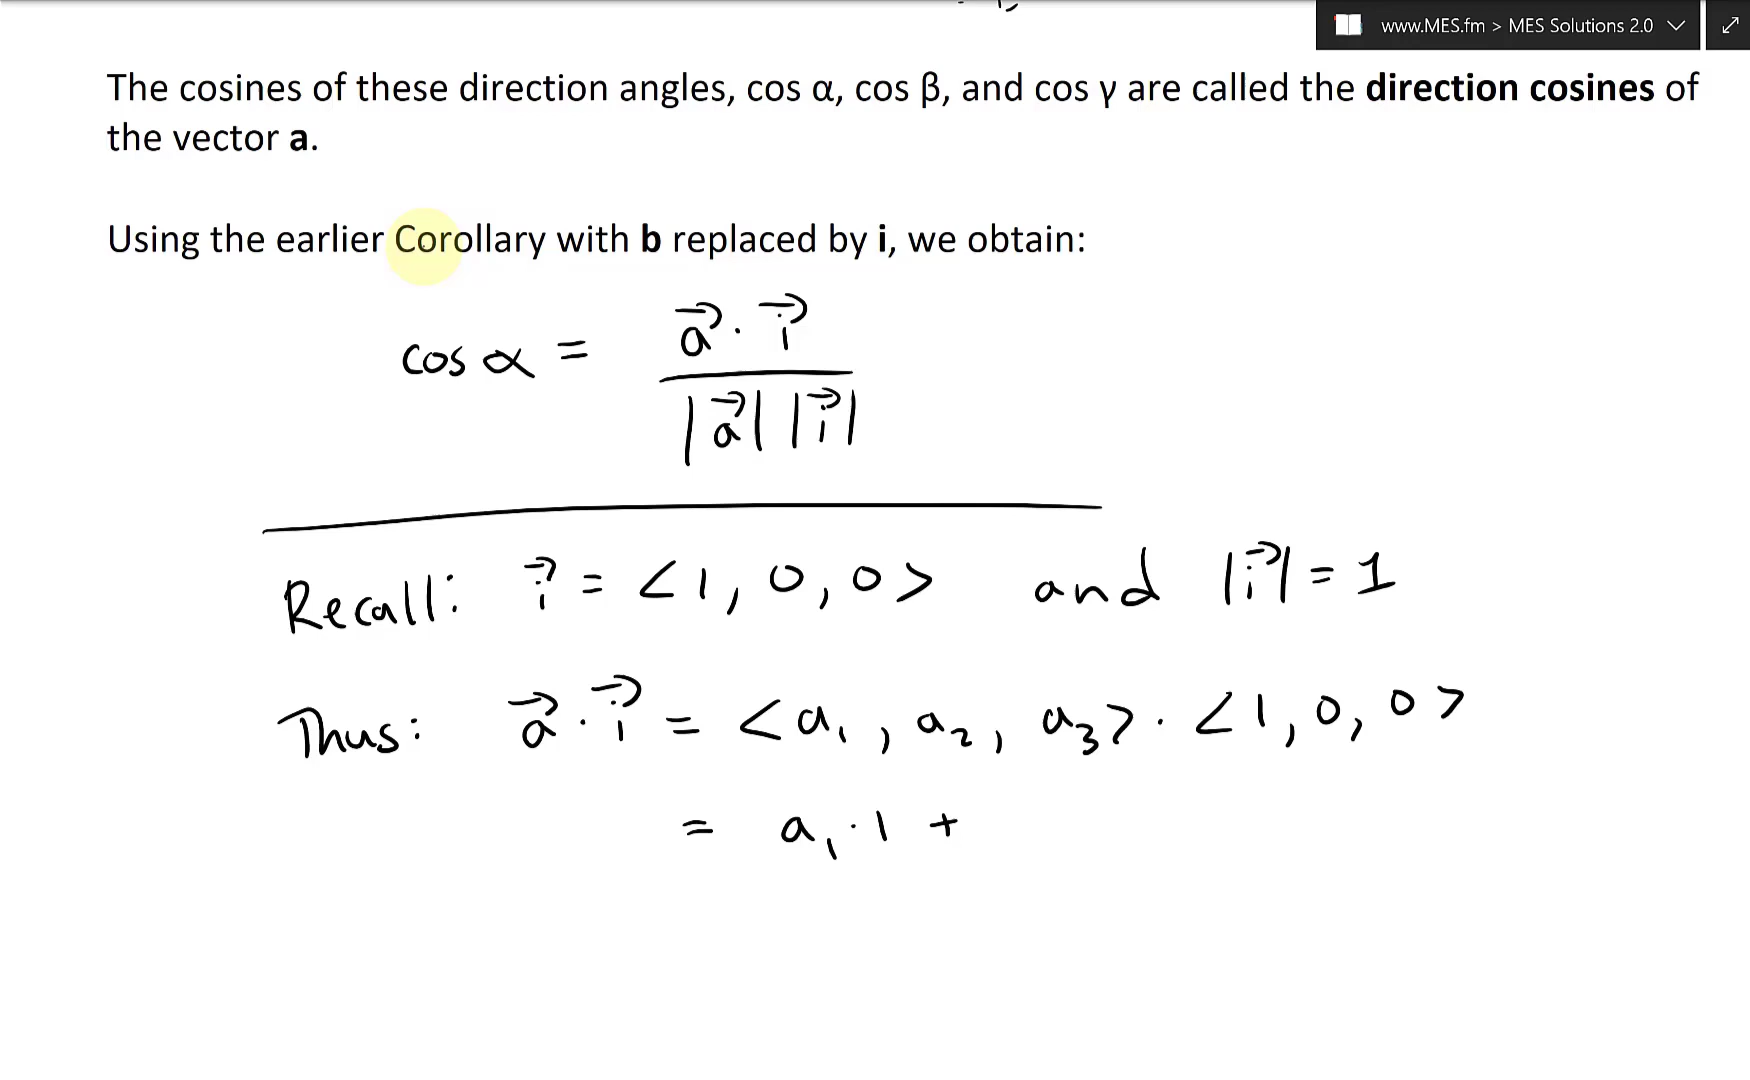 www.MES.fm > MES Solutions 2.0
The cosines of these direction angles, cos α, cos β, and cos γ are called the direction cosines of
the vector a.
Using the earlier Corollary with b replaced by i, we obtain:
cos α = a⃗ · i⃗ / |a⃗| |i⃗|
Recall: i⃗ = <1, 0, 0> and |i⃗| = 1
Thus: a⃗ · i⃗ = <a₁, a₂, a₃> · <1, 0, 0>
= a₁ · 1 +